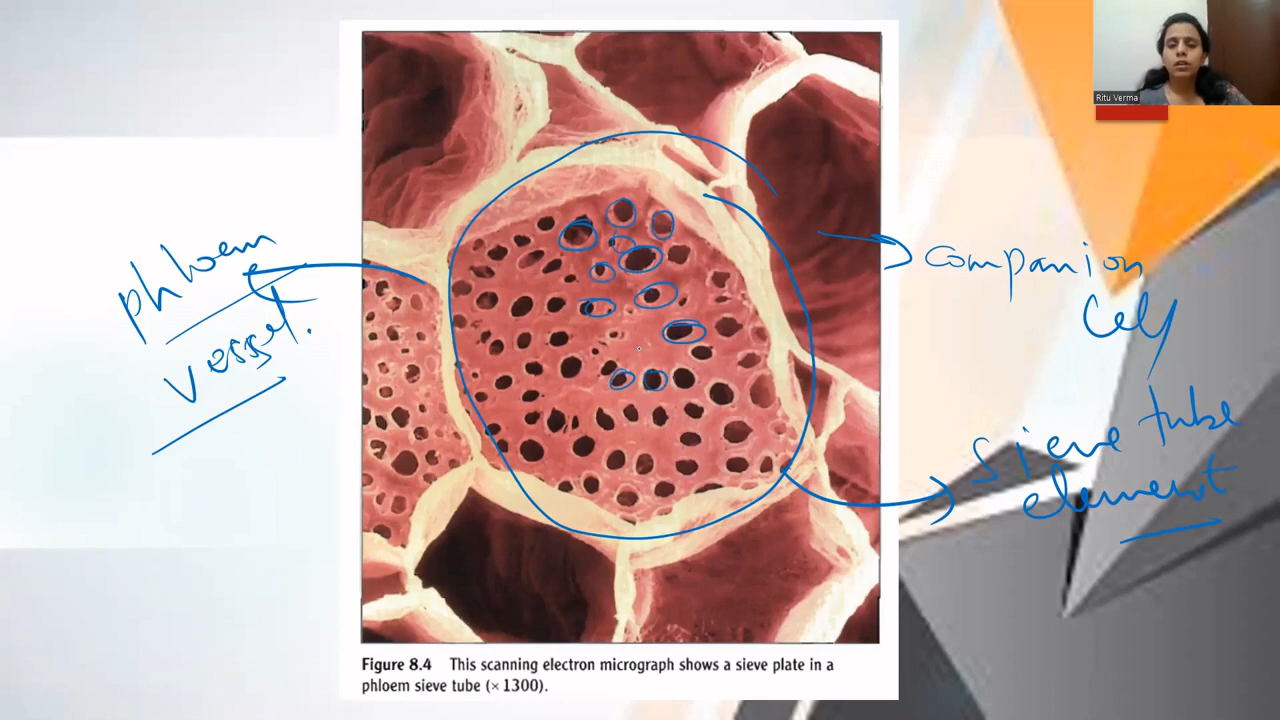 Ritu Verma
phloem
vessel.
companion
Cell
sieve tube
element
Figure 8.4 This scanning electron micrograph shows a sieve plate in a
phloem sieve tube (× 1300).